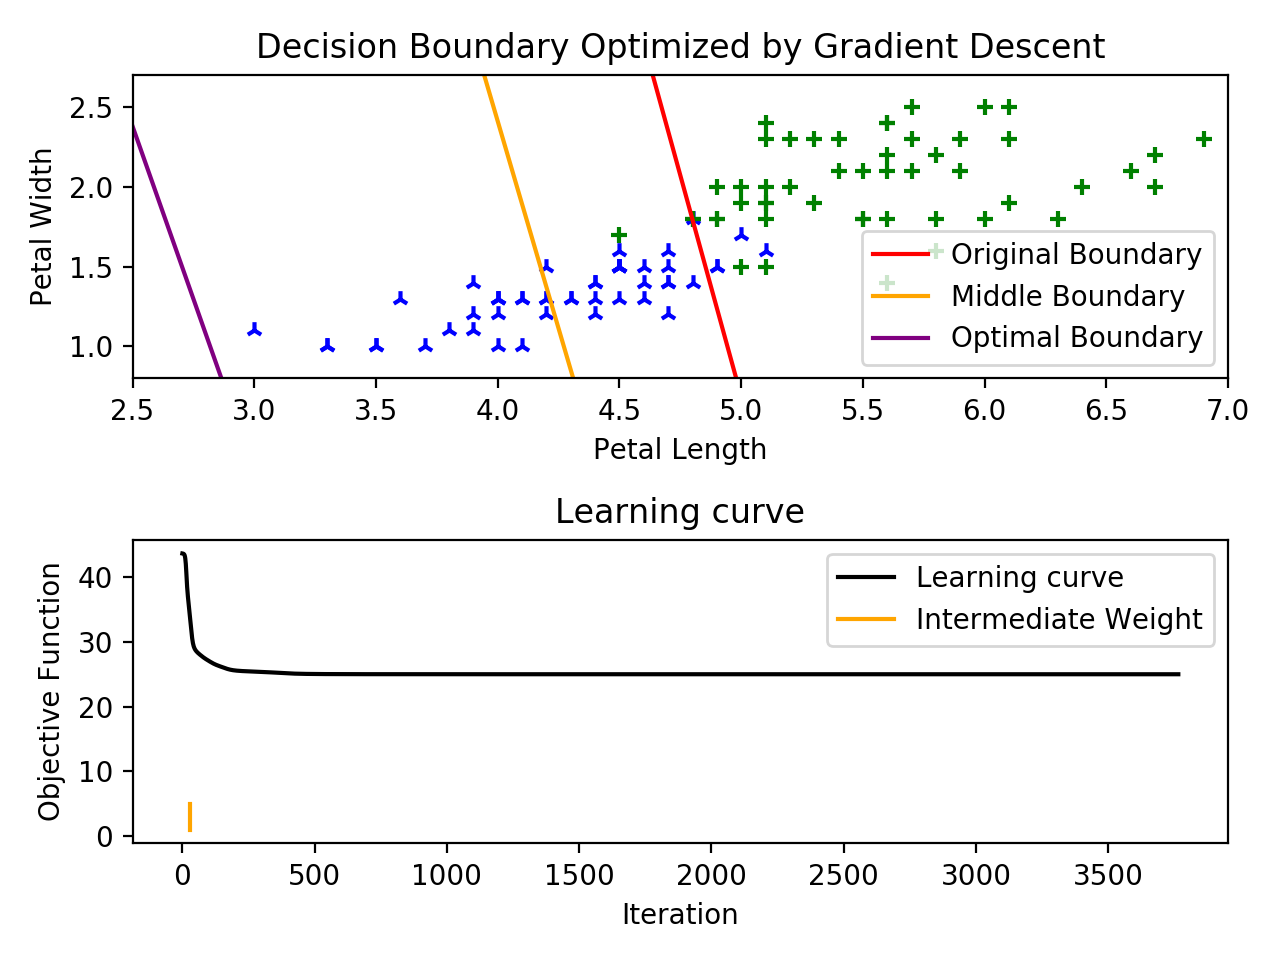 Decision Boundary Optimized by Gradient Descent
Petal Width
2.5
2.0
1.5
1.0
Original Boundary
Middle Boundary
Optimal Boundary
2.5 3.0 3.5 4.0 4.5 5.0 5.5 6.0 6.5 7.0
Petal Length
Learning curve
Objective Function
40
30
20
10
0
Learning curve
Intermediate Weight
0 500 1000 1500 2000 2500 3000 3500
Iteration